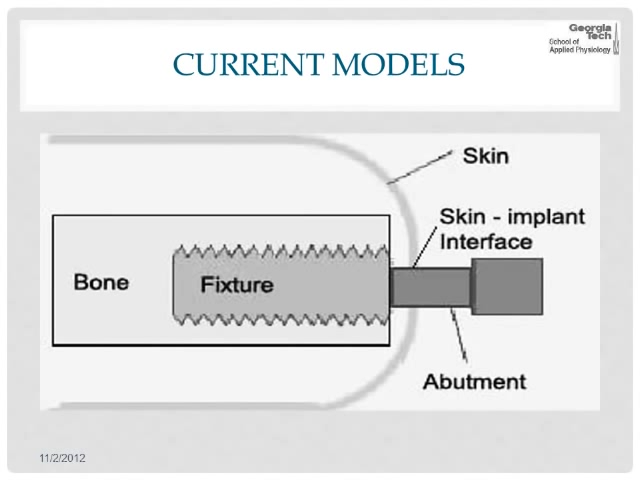 Georgia
Tech
School of
Applied Physiology
CURRENT MODELS
Skin
Skin - implant
Interface
Bone
Fixture
Abutment
11/2/2012